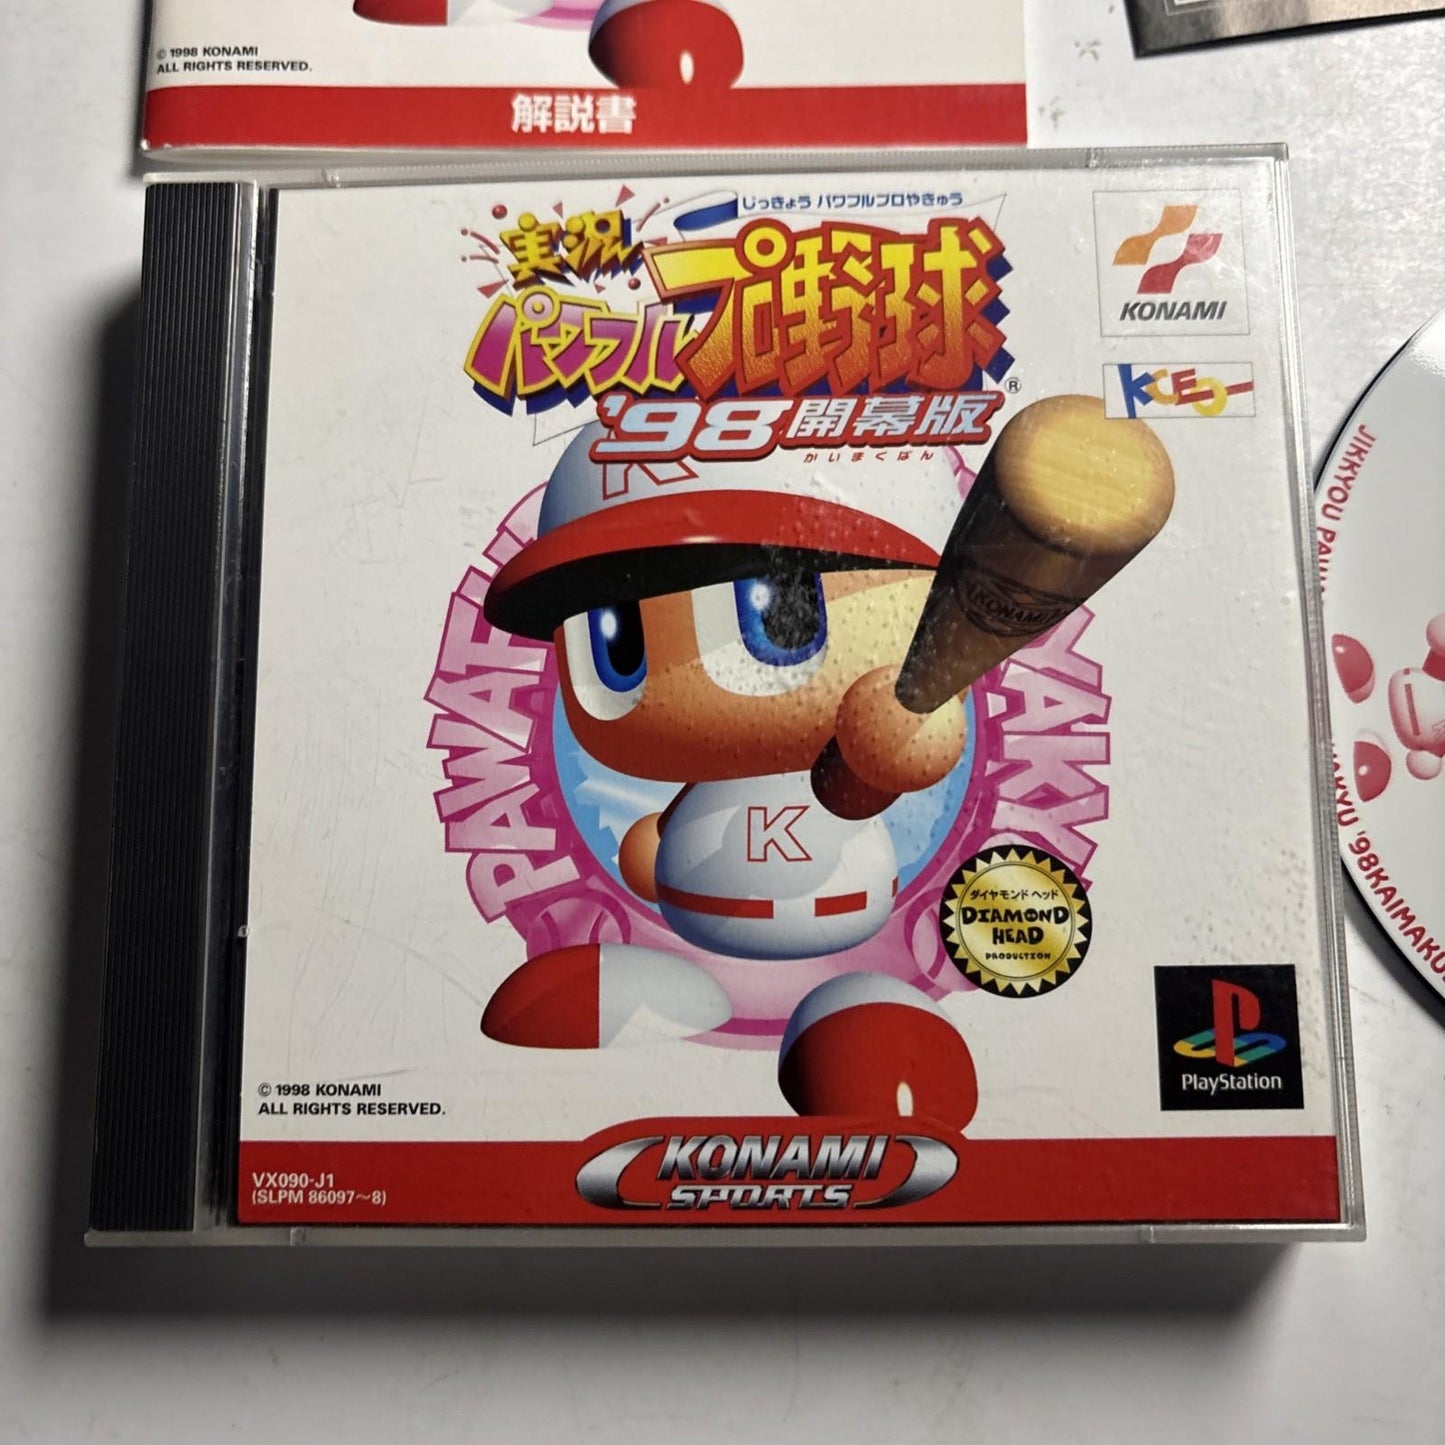 © 1998 KONAMI
ALL RIGHTS RESERVED.
解説書
じっきょう パワフルプロやきゅう
実況
パワフルプロ野球®
'98開幕版
かいまくばん
KONAMI
KCEO
K
KONAMI
K
ダイヤモンド ヘッド
DIAMOND
HEAD
PRODUCTION
PlayStation
© 1998 KONAMI
ALL RIGHTS RESERVED.
VX090-J1
(SLPM 86097~8)
KONAMI
SPORTS
JIKKYOU
'98KAIMAKU